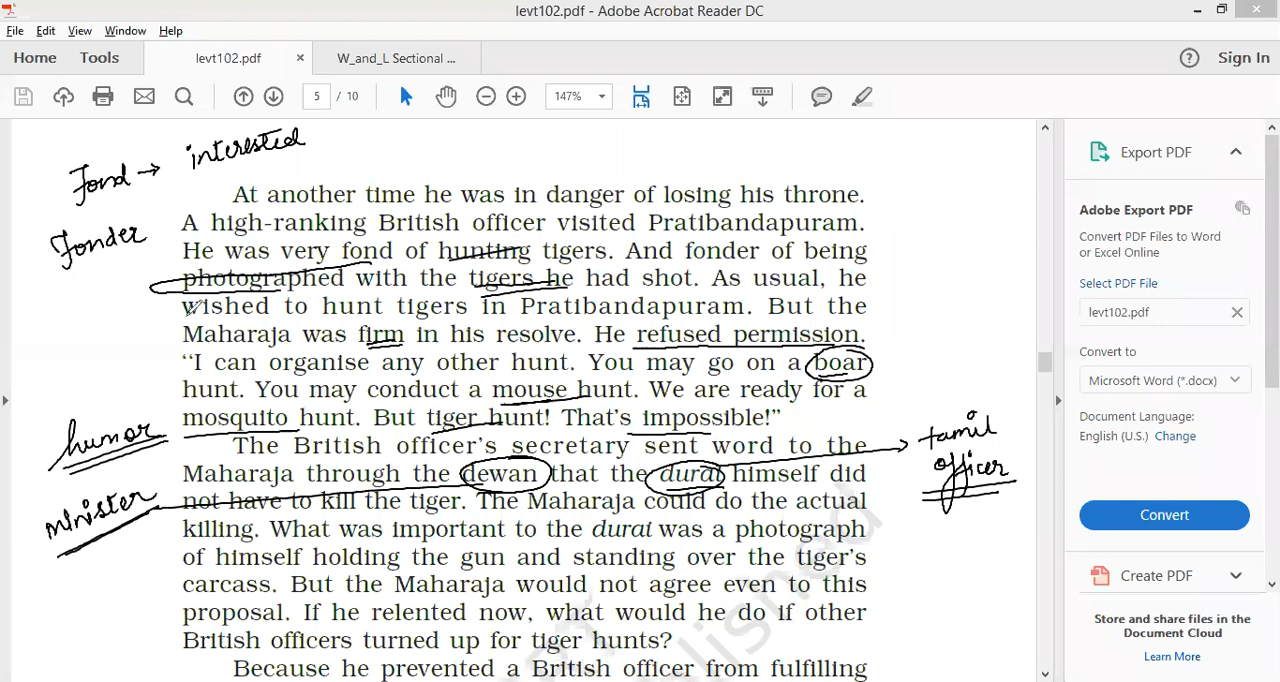 levt102.pdf - Adobe Acrobat Reader DC
File Edit View Window Help
Home Tools levt102.pdf × W_and_L Sectional ... Sign In
5 / 10 147%
Fond → interested
Fonder
At another time he was in danger of losing his throne.
A high-ranking British officer visited Pratibandapuram.
He was very fond of hunting tigers. And fonder of being
photographed with the tigers he had shot. As usual, he
wished to hunt tigers in Pratibandapuram. But the
Maharaja was firm in his resolve. He refused permission.
“I can organise any other hunt. You may go on a boar
hunt. You may conduct a mouse hunt. We are ready for a
mosquito hunt. But tiger hunt! That’s impossible!”
humor
The British officer’s secretary sent word to the
Maharaja through the dewan that the durai himself did
not have to kill the tiger. The Maharaja could do the actual
killing. What was important to the durai was a photograph
of himself holding the gun and standing over the tiger’s
carcass. But the Maharaja would not agree even to this
proposal. If he relented now, what would he do if other
British officers turned up for tiger hunts?
Because he prevented a British officer from fulfilling
minister
tamil
officer
Export PDF
Adobe Export PDF
Convert PDF Files to Word
or Excel Online
Select PDF File
levt102.pdf ×
Convert to
Microsoft Word (*.docx)
Document Language:
English (U.S.) Change
Convert
Create PDF
Store and share files in the
Document Cloud
Learn More